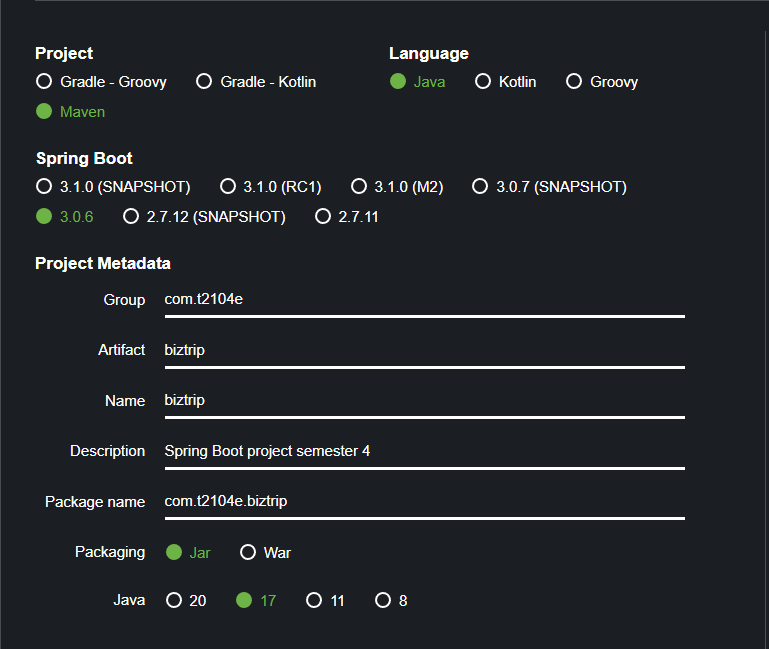 Project
Language
Gradle - Groovy Gradle - Kotlin
Java Kotlin Groovy
Maven
Spring Boot
3.1.0 (SNAPSHOT) 3.1.0 (RC1) 3.1.0 (M2) 3.0.7 (SNAPSHOT)
3.0.6 2.7.12 (SNAPSHOT) 2.7.11
Project Metadata
Group com.t2104e
Artifact biztrip
Name biztrip
Description Spring Boot project semester 4
Package name com.t2104e.biztrip
Packaging Jar War
Java 20 17 11 8